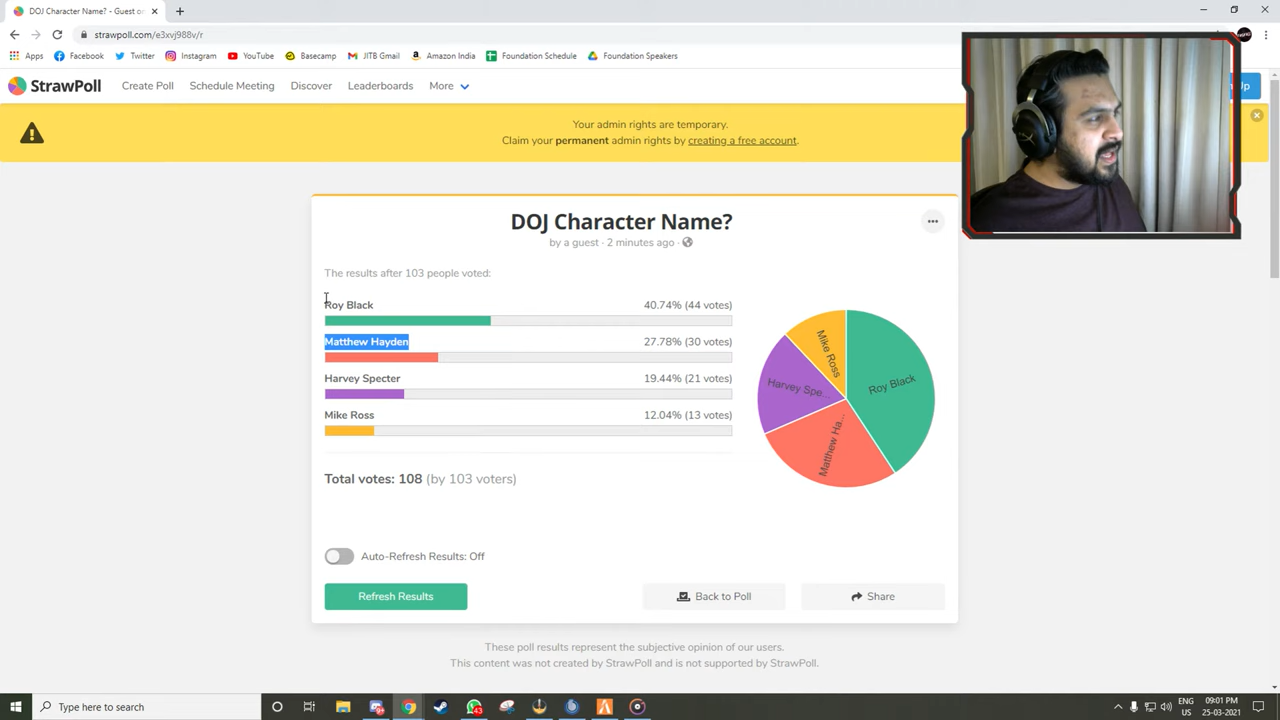 DOJ Character Name? - Guest on
strawpoll.com/e3xvj988v/r
Apps Facebook Twitter Instagram YouTube Basecamp JITB Gmail Amazon India Foundation Schedule Foundation Speakers
StrawPoll Create Poll Schedule Meeting Discover Leaderboards More Up
Your admin rights are temporary.
Claim your permanent admin rights by creating a free account.
DOJ Character Name?
by a guest · 2 minutes ago ·
The results after 103 people voted:
Roy Black 40.74% (44 votes)
Matthew Hayden 27.78% (30 votes)
Harvey Specter 19.44% (21 votes)
Mike Ross 12.04% (13 votes)
Mike Ross
Roy Black
Harvey Spe...
Matthew Ha...
Total votes: 108 (by 103 voters)
Auto-Refresh Results: Off
Refresh Results Back to Poll Share
These poll results represent the subjective opinion of our users.
This content was not created by StrawPoll and is not supported by StrawPoll.
Type here to search 43 ENG 09:01 PM
US 25-03-2021